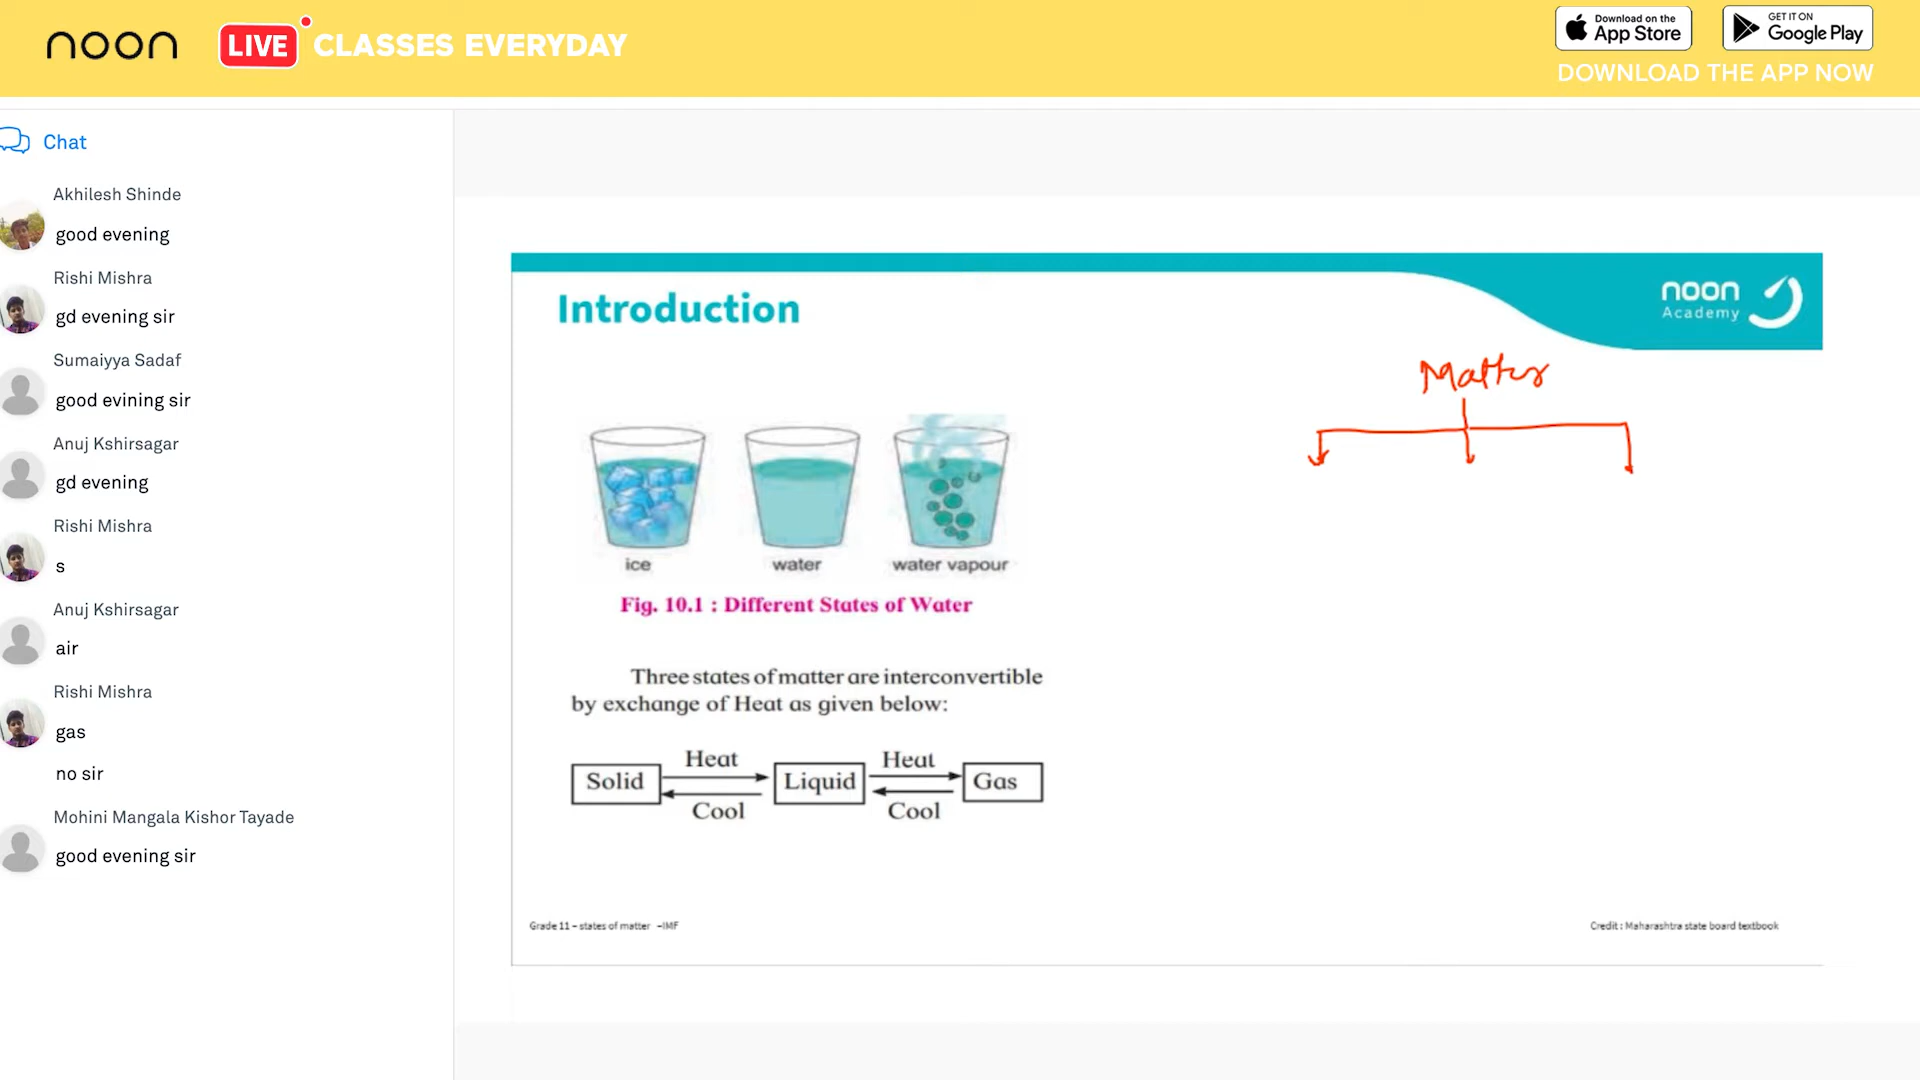 noon
LIVE CLASSES EVERYDAY
Download on the
App Store
GET IT ON
Google Play
DOWNLOAD THE APP NOW
Chat
Akhilesh Shinde
good evening
Rishi Mishra
gd evening sir
Sumaiyya Sadaf
good evining sir
Anuj Kshirsagar
gd evening
Rishi Mishra
s
Anuj Kshirsagar
air
Rishi Mishra
gas
no sir
Mohini Mangala Kishor Tayade
good evening sir
Introduction
noon
Academy
Matter
ice
water
water vapour
Fig. 10.1 : Different States of Water
Three states of matter are interconvertible
by exchange of Heat as given below:
Heat
Heat
Solid
Liquid
Gas
Cool
Cool
Grade 11 – states of matter –IMF
Credit : Maharashtra state board textbook